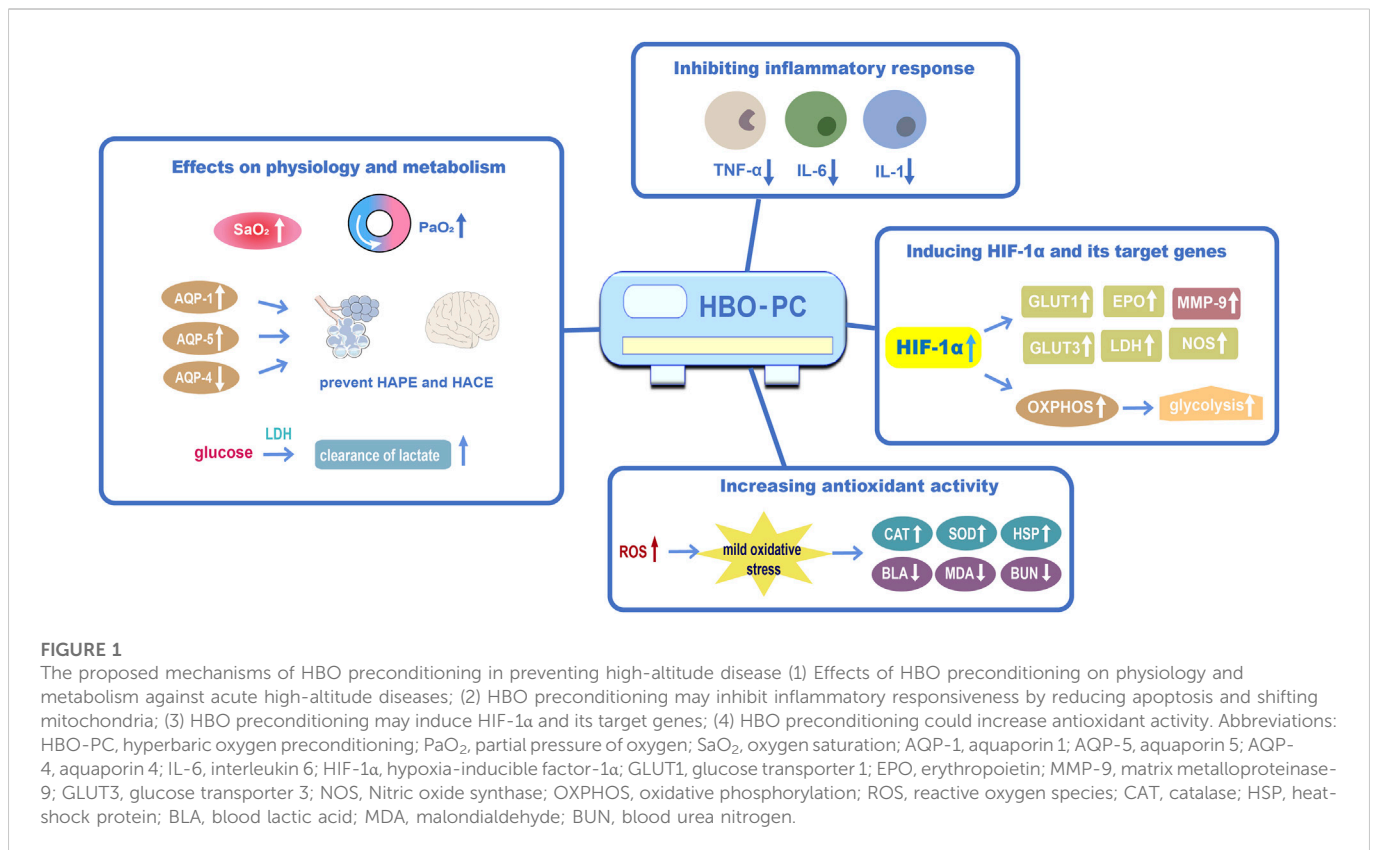 Inhibiting inflammatory response
TNF-α↓ IL-6↓ IL-1↓
Effects on physiology and metabolism
SaO₂↑
PaO₂↑
AQP-1↑
AQP-5↑
AQP-4↓
prevent HAPE and HACE
LDH
glucose → clearance of lactate ↑
HBO-PC
Inducing HIF-1α and its target genes
GLUT1↑ EPO↑ MMP-9↑
HIF-1α↑
GLUT3↑ LDH↑ NOS↑
OXPHOS↑ → glycolysis↑
Increasing antioxidant activity
ROS↑ → mild oxidative
stress
CAT↑ SOD↑ HSP↑
BLA↓ MDA↓ BUN↓
FIGURE 1
The proposed mechanisms of HBO preconditioning in preventing high-altitude disease (1) Effects of HBO preconditioning on physiology and
metabolism against acute high-altitude diseases; (2) HBO preconditioning may inhibit inflammatory responsiveness by reducing apoptosis and shifting
mitochondria; (3) HBO preconditioning may induce HIF-1α and its target genes; (4) HBO preconditioning could increase antioxidant activity. Abbreviations:
HBO-PC, hyperbaric oxygen preconditioning; PaO₂, partial pressure of oxygen; SaO₂, oxygen saturation; AQP-1, aquaporin 1; AQP-5, aquaporin 5; AQP-
4, aquaporin 4; IL-6, interleukin 6; HIF-1α, hypoxia-inducible factor-1α; GLUT1, glucose transporter 1; EPO, erythropoietin; MMP-9, matrix metalloproteinase-
9; GLUT3, glucose transporter 3; NOS, Nitric oxide synthase; OXPHOS, oxidative phosphorylation; ROS, reactive oxygen species; CAT, catalase; HSP, heat-
shock protein; BLA, blood lactic acid; MDA, malondialdehyde; BUN, blood urea nitrogen.